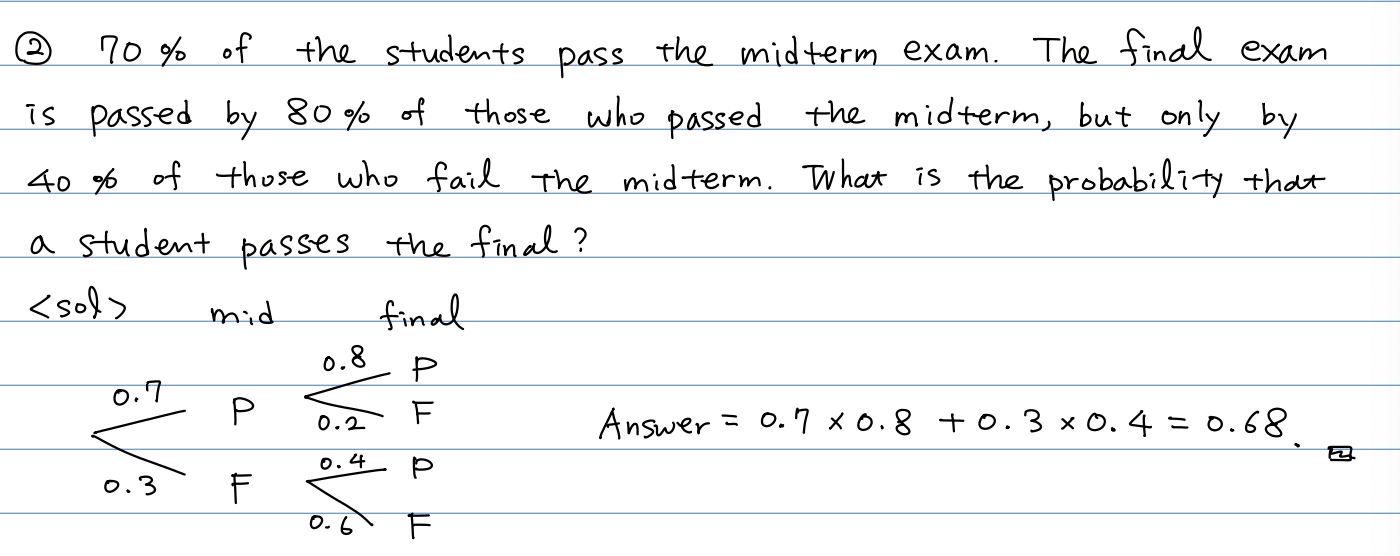 ② 70 % of the students pass the midterm exam. The final exam
is passed by 80 % of those who passed the midterm, but only by
40 % of those who fail the midterm. What is the probability that
a student passes the final ?
<sol> mid final
0.8 P
0.7 P 0.2 F
Answer = 0.7 × 0.8 + 0.3 × 0.4 = 0.68.
0.4 P
0.3 F
0.6 F